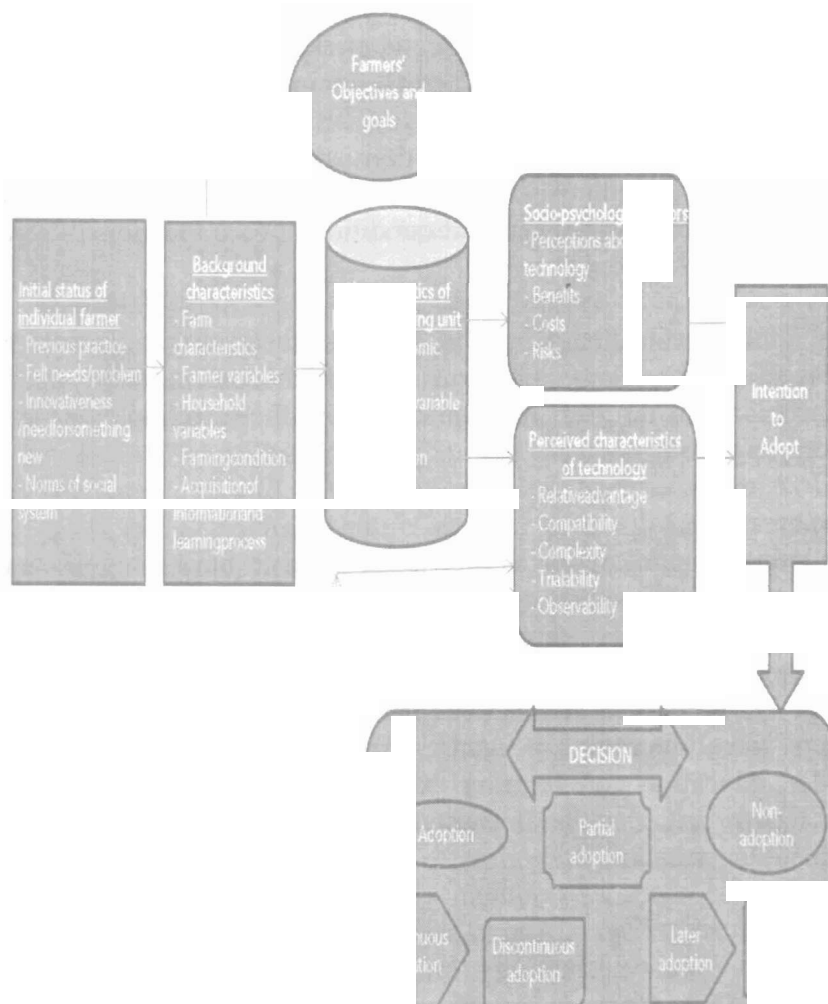 Farmers'
Objectives and
goals
Initial status of
individual farmer
- Previous practice
- Felt needs/problem
- Innovativeness
/needforsomething
new
- Norms of social
system
Background
characteristics
- Farm
characteristics
- Farmer variables
- Household
variables
- Farmingcondition
- Acquisitionof
informationand
learningprocess
of
unit
Socio-
- Perceptions
technology
- Benefits
- Costs
- Risks
Perceived characteristics
of technology
- Relativeadvantage
- Compatibility
- Complexity
- Trialability
- Observability
Intention
to
Adopt
DECISION
Adoption
Partial
adoption
Non-
adoption
Discontinuous
adoption
Later
adoption